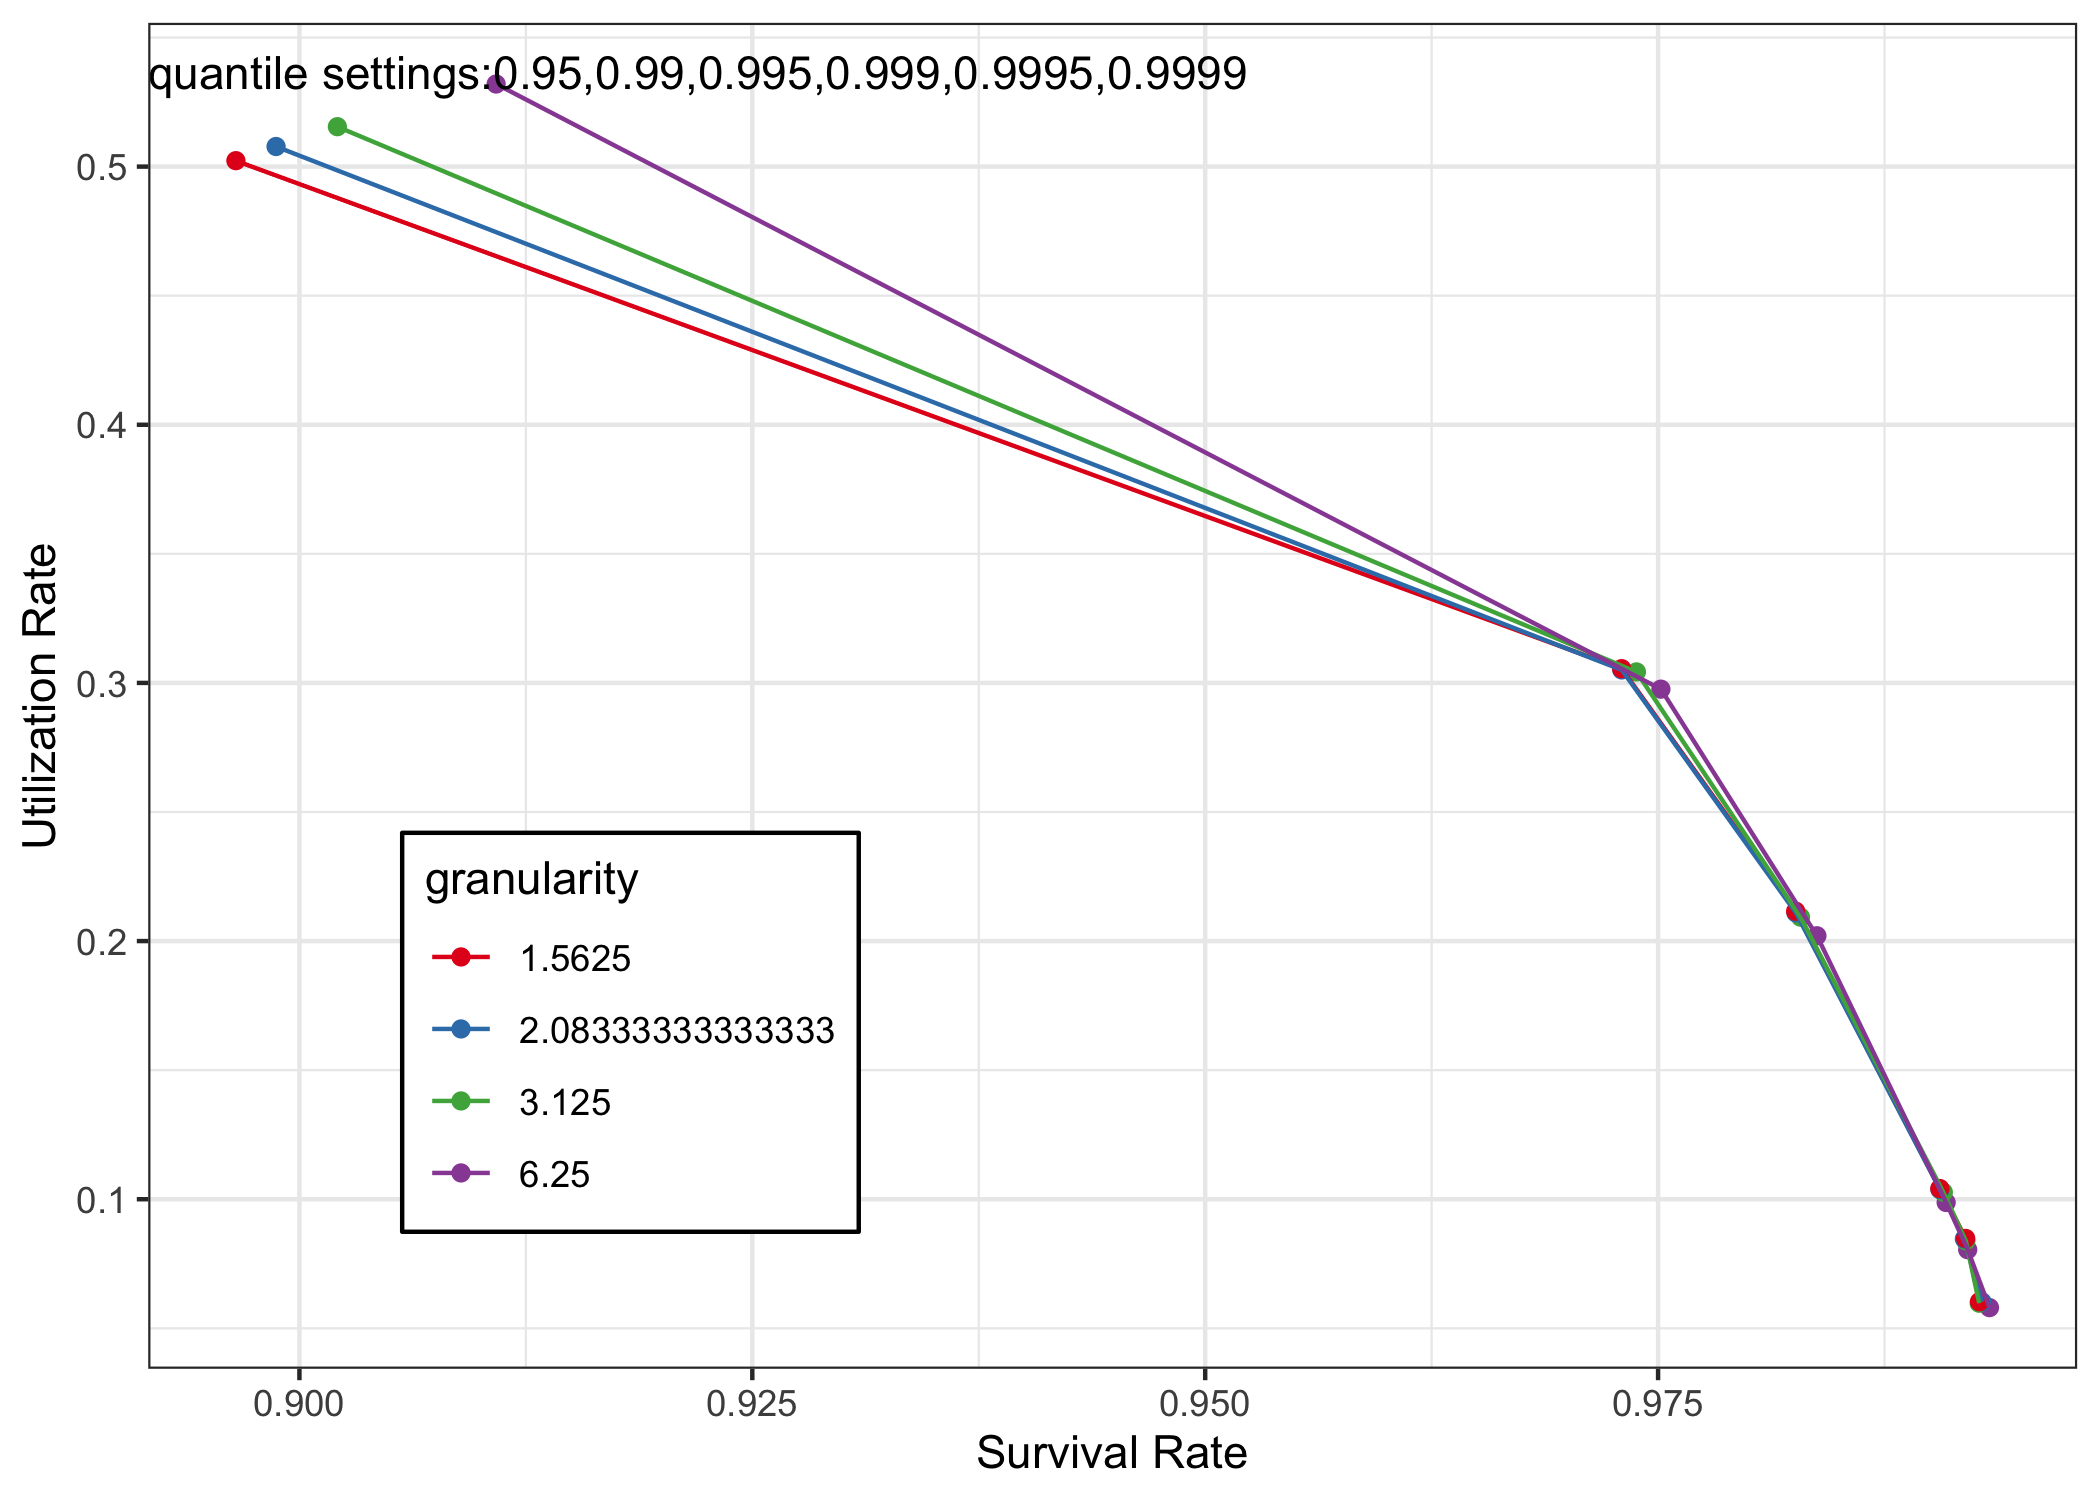 quantile settings:0.95,0.99,0.995,0.999,0.9995,0.9999
0.5
0.4
0.3
0.2
0.1
Utilization Rate
granularity
1.5625
2.08333333333333
3.125
6.25
0.900 0.925 0.950 0.975
Survival Rate